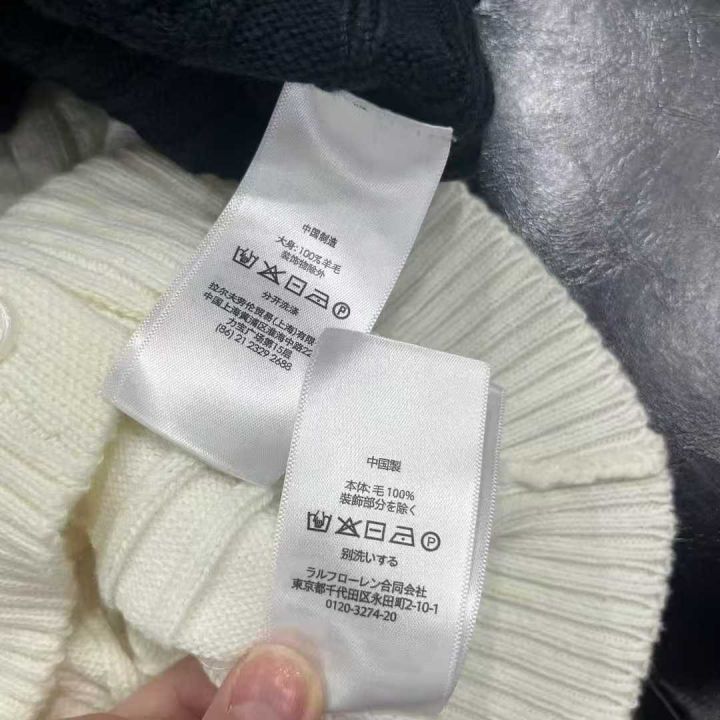 中国制造
大身: 100% 羊毛
装饰物除外
P
分开洗涤
拉尔夫劳伦贸易(上海)有限
中国上海黄浦区淮海中路22
力宝广场第15层
(86) 21 2329 2688
中国製
本体: 毛 100%
装飾部分を除く
P
別洗いする
ラルフローレン合同会社
東京都千代田区永田町2-10-1
0120-3274-20